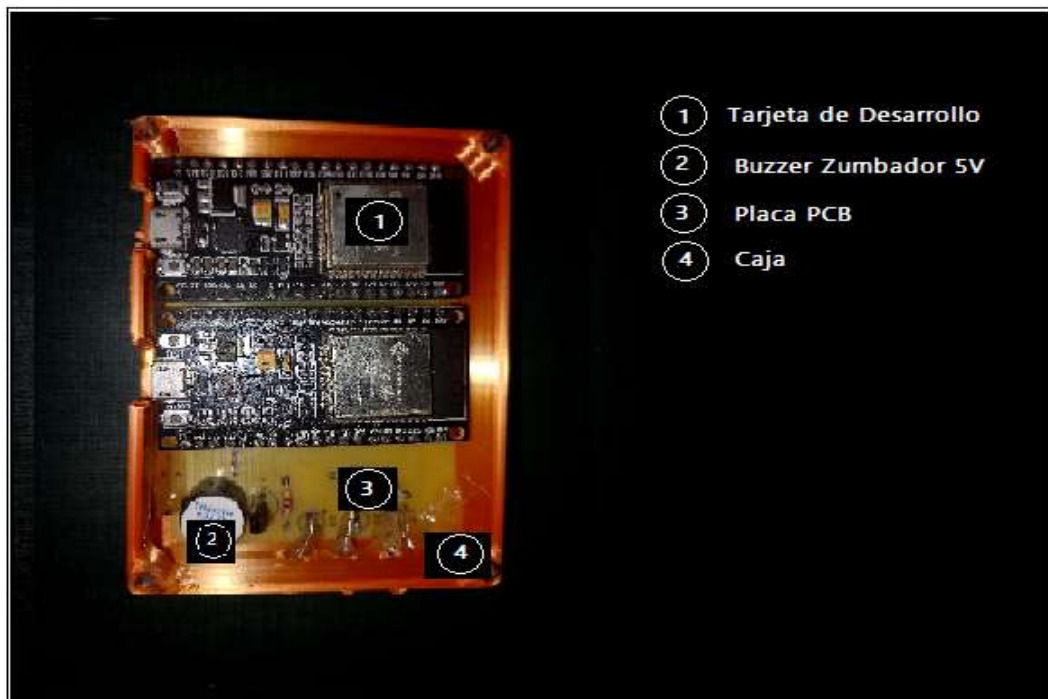 1 Tarjeta de Desarrollo
2 Buzzer Zumbador 5V
3 Placa PCB
4 Caja
1
3
2
4